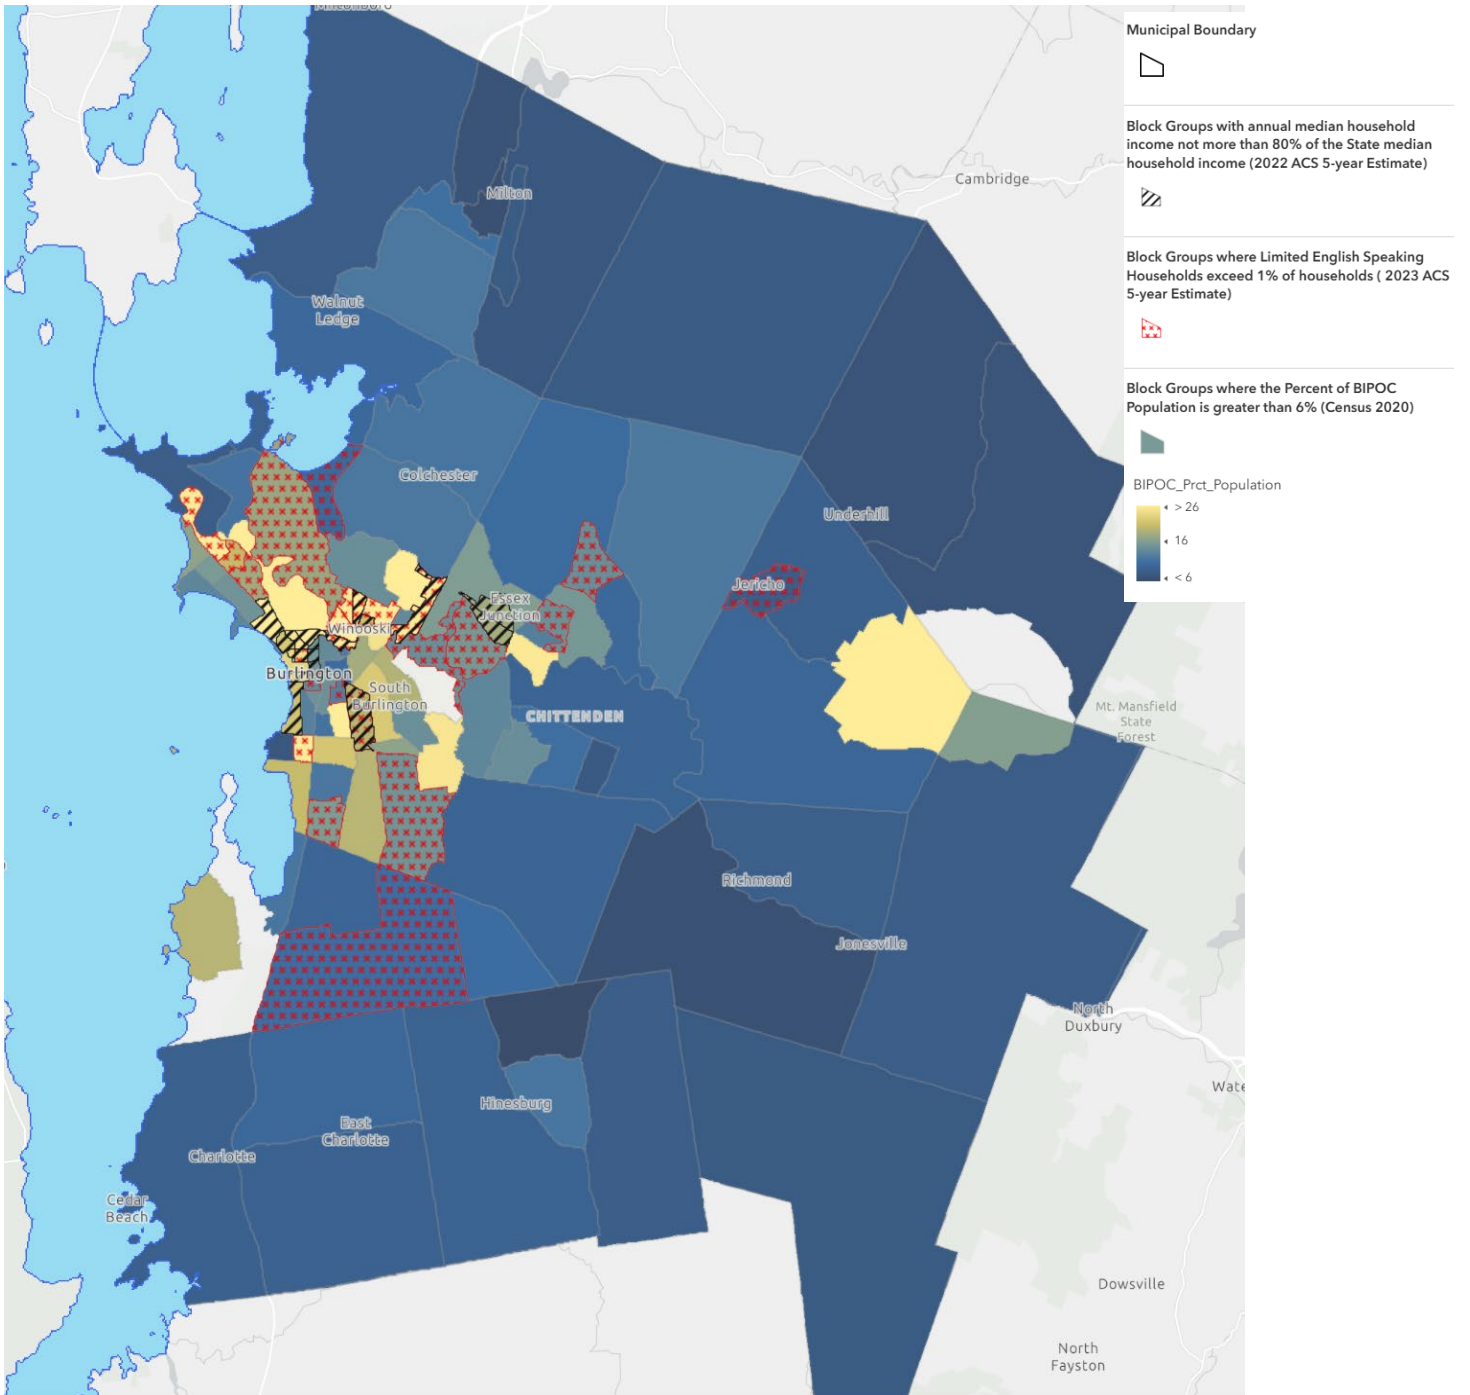 Municipal Boundary
Block Groups with annual median household
income not more than 80% of the State median
household income (2022 ACS 5-year Estimate)
Block Groups where Limited English Speaking
Households exceed 1% of households ( 2023 ACS
5-year Estimate)
Block Groups where the Percent of BIPOC
Population is greater than 6% (Census 2020)
BIPOC_Prct_Population
> 26
16
< 6
Cambridge
Milton
Walnut
Ledge
Colchester
Underhill
Jericho
Essex
Junction
Winooski
Burlington
South
Burlington
CHITTENDEN
Mt. Mansfield
State
Forest
Richmond
Jonesville
North
Duxbury
Wate
Hinesburg
East
Charlotte
Charlotte
Cedar
Beach
Dowsville
North
Fayston